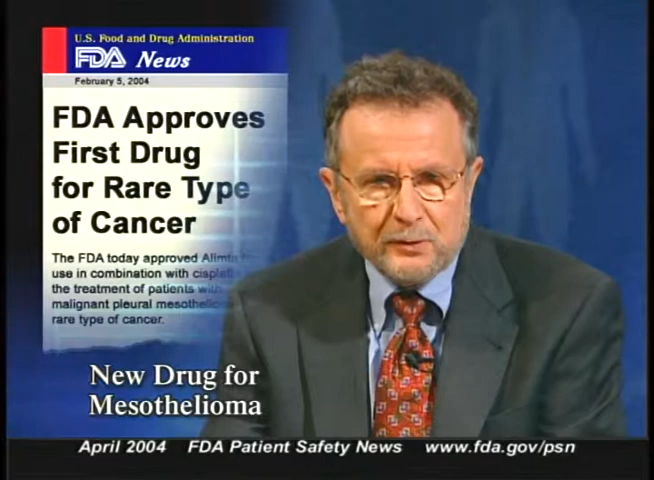 U.S. Food and Drug Administration
FDA News
February 5, 2004
FDA Approves
First Drug
for Rare Type
of Cancer
The FDA today approved Alimta
use in combination with
the treatment of patients with
malignant pleural
rare type of cancer.
New Drug for
Mesothelioma
April 2004 FDA Patient Safety News www.fda.gov/psn